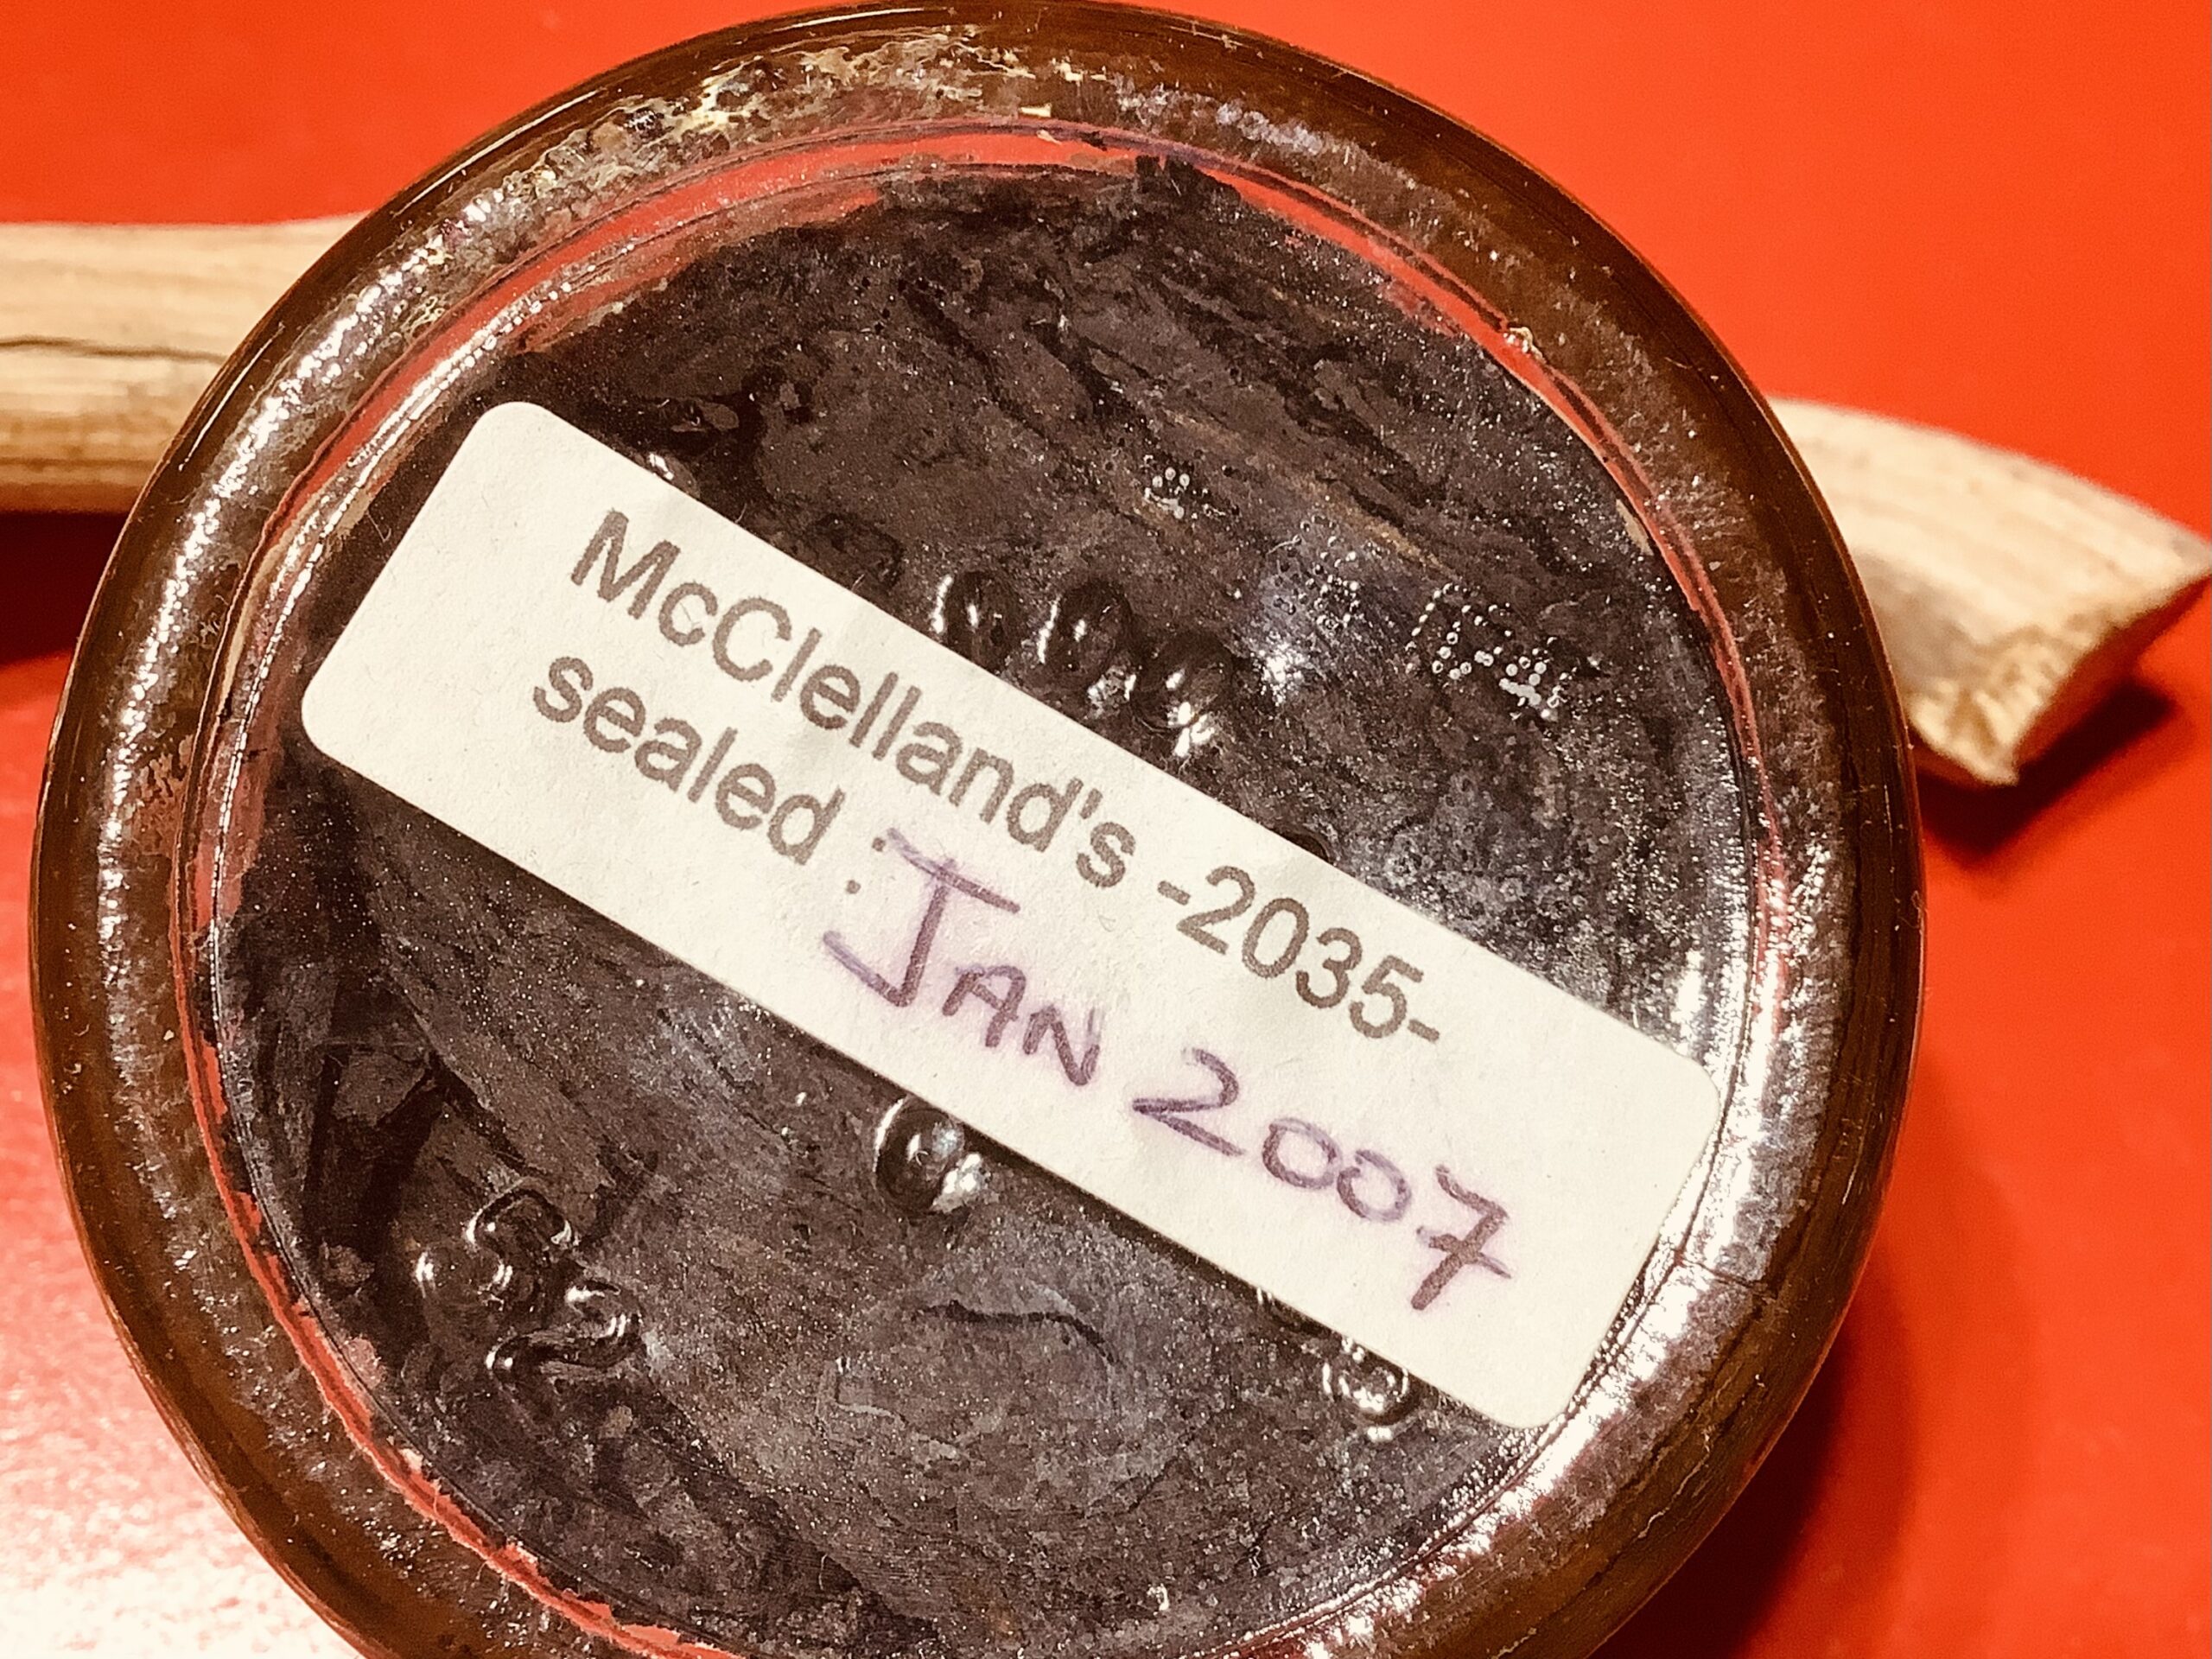 McClelland's -2035-
sealed : JAN 2007